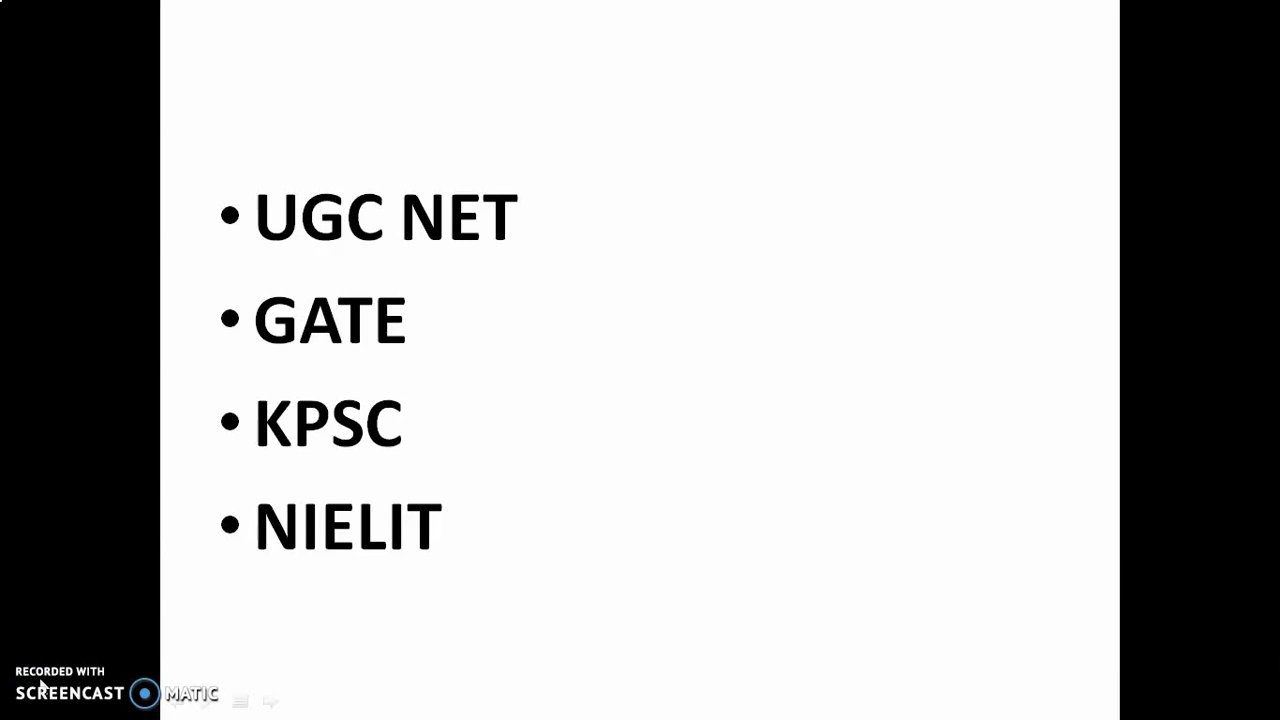 • UGC NET
• GATE
• KPSC
• NIELIT
RECORDED WITH
SCREENCAST MATIC